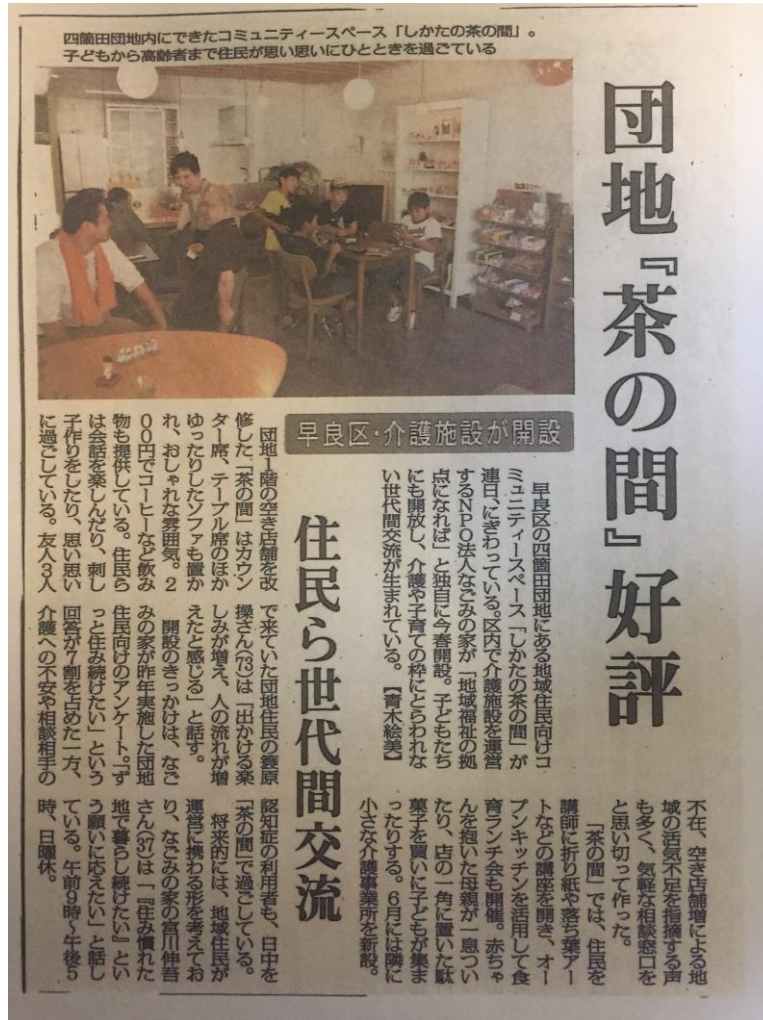 四箇田団地内にできたコミュニティースペース「しかたの茶の間」。
子どもから高齢者まで住民が思い思いにひとときを過ごている
団地『茶の間』好評
早良区・介護施設が開設
早良区の四箇田団地にある地域住民向けコ
ミュニティースペース「しかたの茶の間」が
連日、にぎわっている。区内で介護施設を運営
するNPO法人なごみの家が「地域福祉の拠
点になれば」と独自に今春開設。子どもたち
にも開放し、介護や子育ての枠にとらわれな
い世代間交流が生まれている。【青木絵美】
住民ら世代間交流
団地1階の空き店舗を改
修した「茶の間」はカウン
ター席、テーブル席のほか
ゆったりしたソファも置か
れ、おしゃれな雰囲気。2
00円でコーヒーなど飲み
物も提供している。住民ら
は会話を楽しんだり、刺し
子作りをしたり、思い思い
に過ごしている。友人3人
で来ていた団地住民の簑原
操さん(73)は「出かける楽
しみが増え、人の流れが増
えたと感じる」と話す。
開設のきっかけは、なご
みの家が昨年実施した団地
住民向けのアンケート。「ず
っと住み続けたい」という
回答が7割を占めた一方、
介護への不安や相談相手の
不在、空き店舗増による地
域の活気不足を指摘する声
も多く、気軽な相談窓口を
と思い切って作った。
「茶の間」では、住民を
講師に折り紙や落ち葉アー
トなどの講座を開き、オー
プンキッチンを活用して食
育ランチ会も開催。赤ちゃ
んを抱いた母親が一息つい
たり、店の一角に置いた駄
菓子を買いに子どもが集ま
ったりする。6月には隣に
小さな介護事業所を新設。
認知症の利用者も、日中を
「茶の間」で過ごしている。
将来的には、地域住民が
運営に携わる形を考えてお
り、なごみの家の宮川伸吾
さん(37)は「『住み慣れた
地で暮らし続けたい』とい
う願いに応えたい」と話し
ている。午前9時〜午後5
時、日曜休。